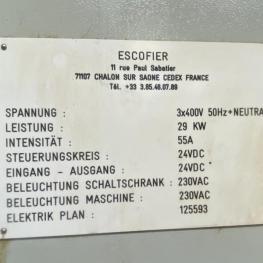 ESCOFIER
11 rue Paul Sabatier
71107 CHALON SUR SAONE CEDEX FRANCE
Tél. +33 3.85.46.07.89
SPANNUNG : 3x400V 50Hz+NEUTRA
LEISTUNG : 29 KW
INTENSITÄT : 55A
STEUERUNGSKREIS : 24VDC
EINGANG - AUSGANG : 24VDC
BELEUCHTUNG SCHALTSCHRANK : 230VAC
BELEUCHTUNG MASCHINE : 230VAC
ELEKTRIK PLAN : 125593